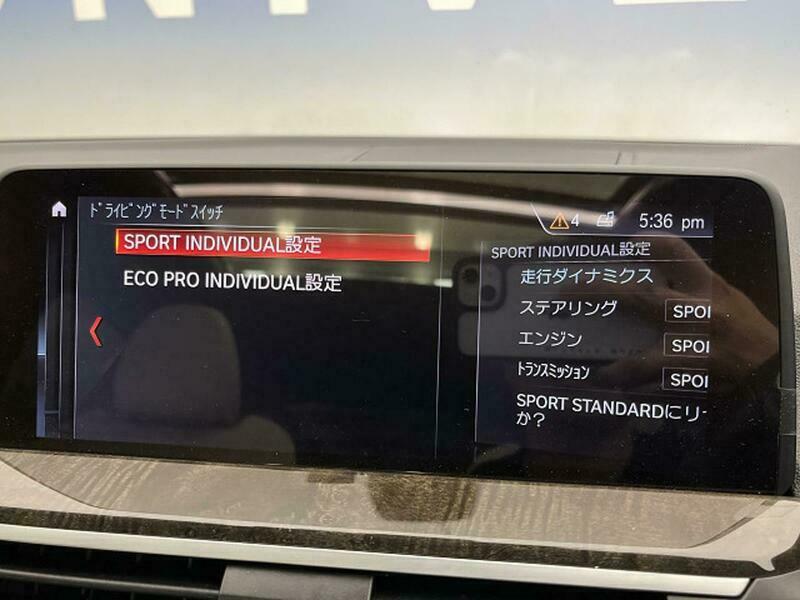 ﾄﾞﾗｲﾋﾞﾝｸﾞﾓｰﾄﾞｽｲｯﾁ
4 5:36 pm
SPORT INDIVIDUAL設定
ECO PRO INDIVIDUAL設定
SPORT INDIVIDUAL設定
走行ダイナミクス
ステアリング SPOI
エンジン SPOI
ﾄﾗﾝｽﾐｯｼｮﾝ SPOI
SPORT STANDARDにリ
か?